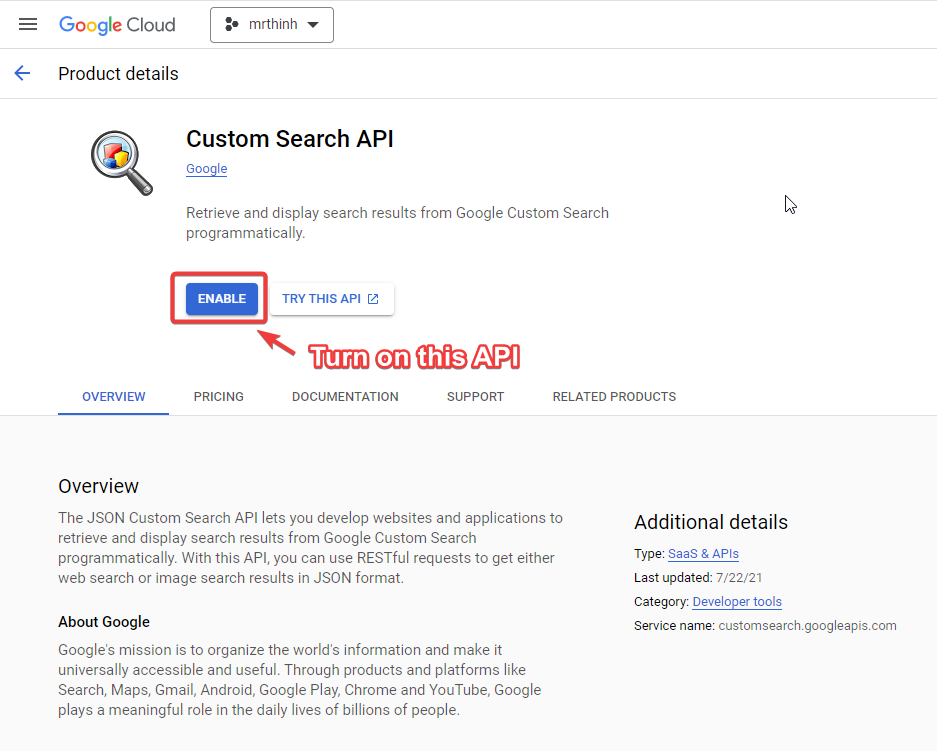 Google Cloud
mrthinh
Product details
Custom Search API
Google
Retrieve and display search results from Google Custom Search
programmatically.
ENABLE
TRY THIS API
Turn on this API
OVERVIEW
PRICING
DOCUMENTATION
SUPPORT
RELATED PRODUCTS
Overview
The JSON Custom Search API lets you develop websites and applications to
retrieve and display search results from Google Custom Search
programmatically. With this API, you can use RESTful requests to get either
web search or image search results in JSON format.
About Google
Google's mission is to organize the world's information and make it
universally accessible and useful. Through products and platforms like
Search, Maps, Gmail, Android, Google Play, Chrome and YouTube, Google
plays a meaningful role in the daily lives of billions of people.
Additional details
Type: SaaS & APIs
Last updated: 7/22/21
Category: Developer tools
Service name: customsearch.googleapis.com